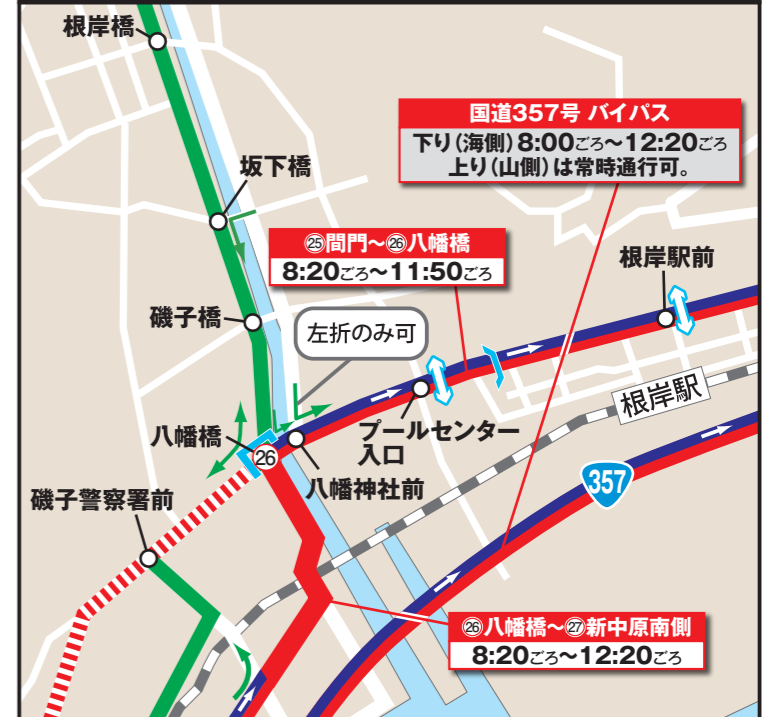 根岸橋
国道357号 バイパス
下り(海側)8:00ごろ～12:20ごろ
上り(山側)は常時通行可。
坂下橋
㉕間門～㉖八幡橋
8:20ごろ～11:50ごろ
根岸駅前
磯子橋
左折のみ可
根岸駅
八幡橋
プールセンター
入口
㉖
八幡神社前
357
磯子警察署前
㉖八幡橋～㉗新中原南側
8:20ごろ～12:20ごろ